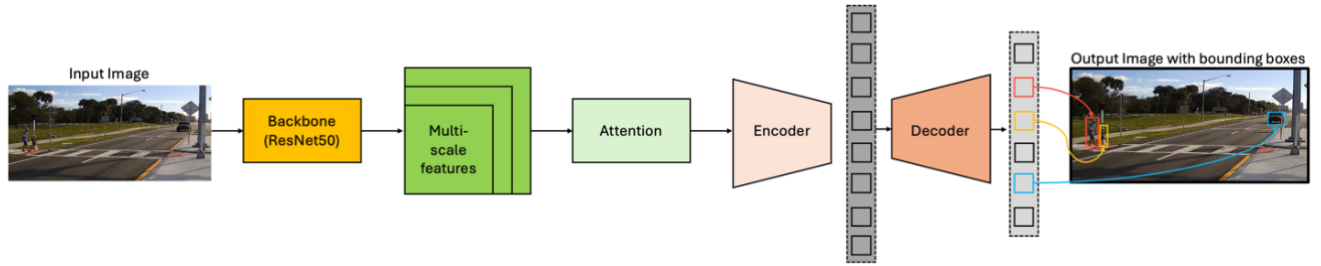 Input Image
Backbone
(ResNet50)
Multi-
scale
features
Attention
Encoder
Decoder
Output Image with bounding boxes